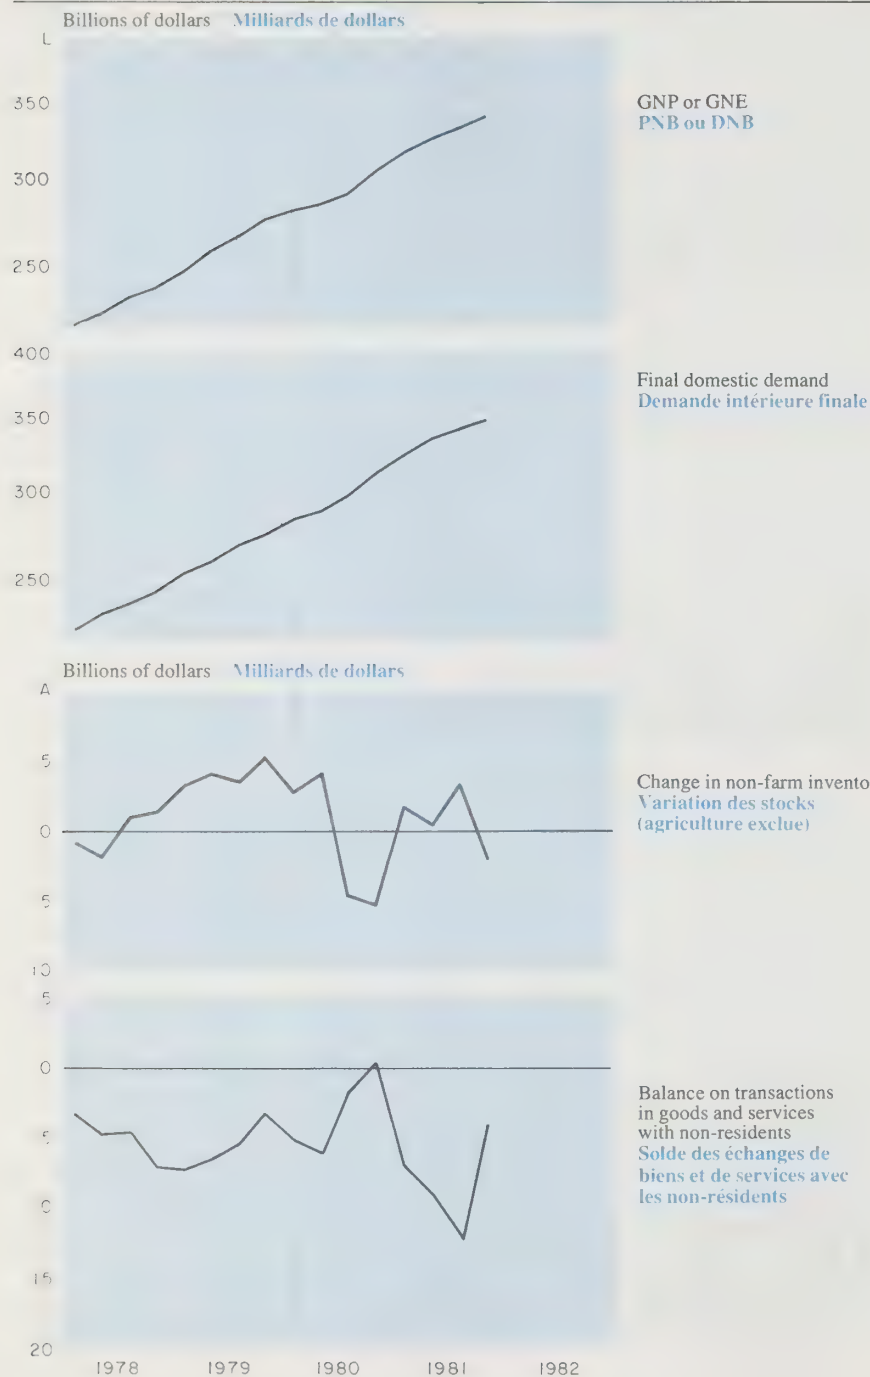 Billions of dollars Milliards de dollars
L
350
300
250
GNP or GNE
PNB ou DNB
400
350
300
250
Final domestic demand
Demande intérieure finale
Billions of dollars Milliards de dollars
A
5
0
5
10
Change in non-farm invento
Variation des stocks
(agriculture exclue)
5
0
5
0
15
20
Balance on transactions
in goods and services
with non-residents
Solde des échanges de
biens et de services avec
les non-résidents
1978 1979 1980 1981 1982